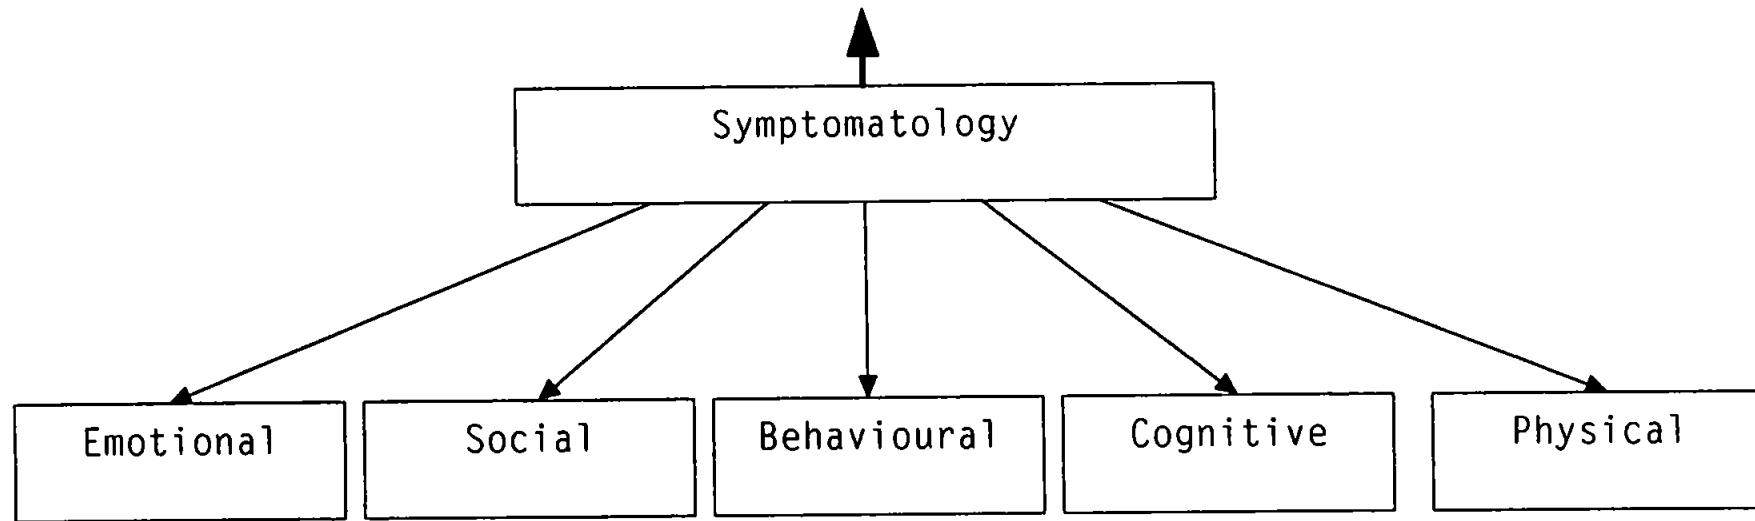 Symptomatology
Emotional
Social
Behavioural
Cognitive
Physical